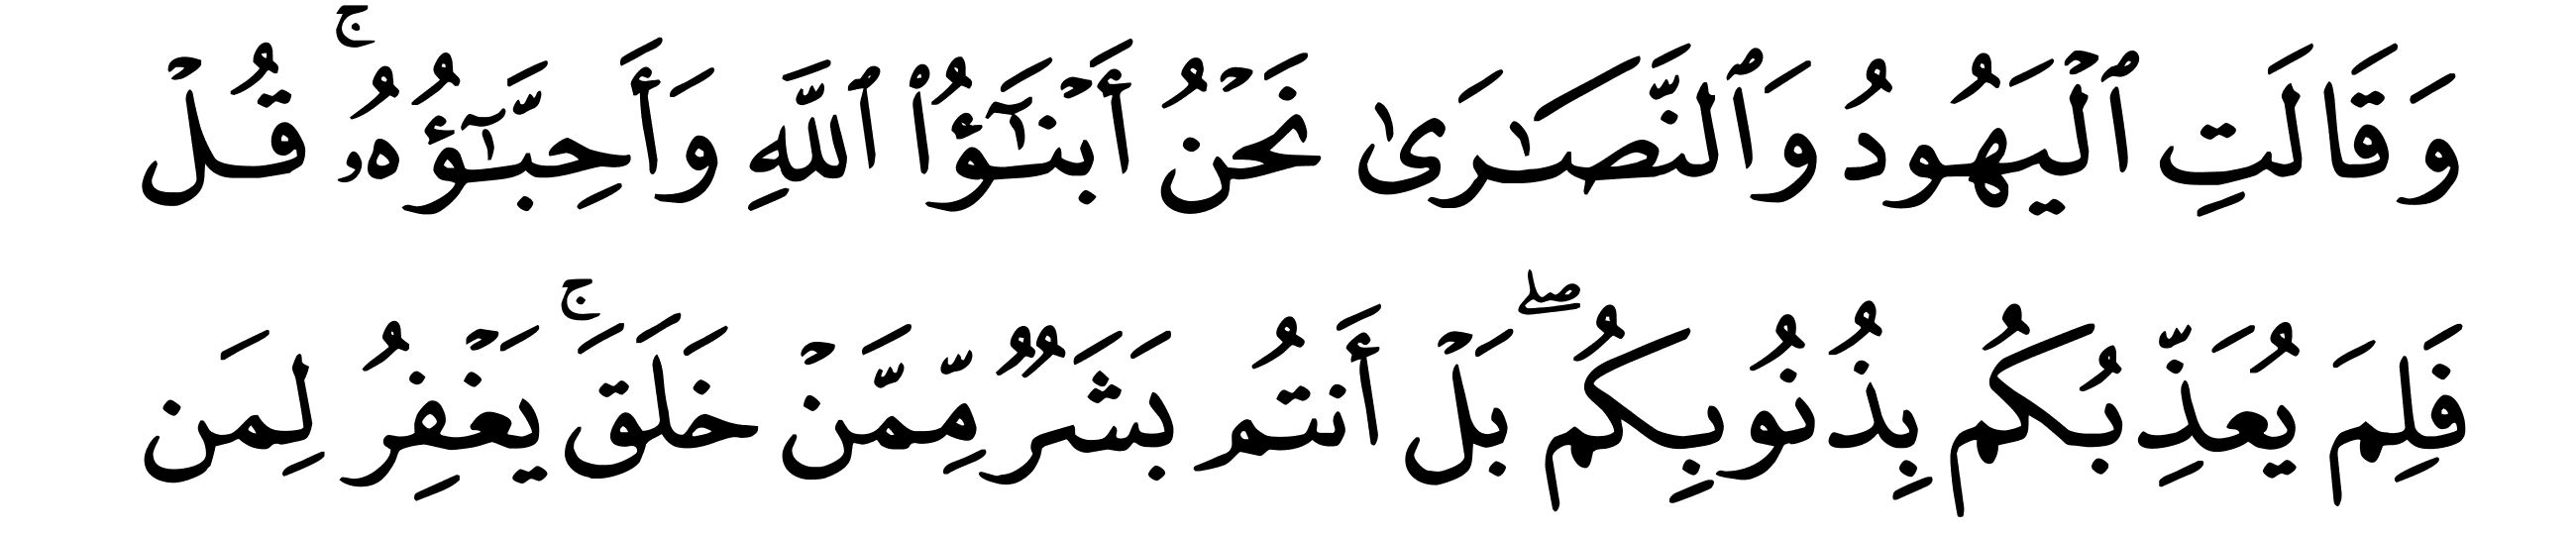 وَقَالَتِ ٱلۡيَهُودُ وَٱلنَّصَـٰرَىٰ نَحۡنُ أَبۡنَـٰٓؤُا۟ ٱللَّهِ وَأَحِبَّـٰٓؤُهُۥۚ قُلۡ
فَلِمَ يُعَذِّبُكُم بِذُنُوبِكُمۖ بَلۡ أَنتُم بَشَرࣱ مِّمَّنۡ خَلَقَۚ يَغۡفِرُ لِمَن